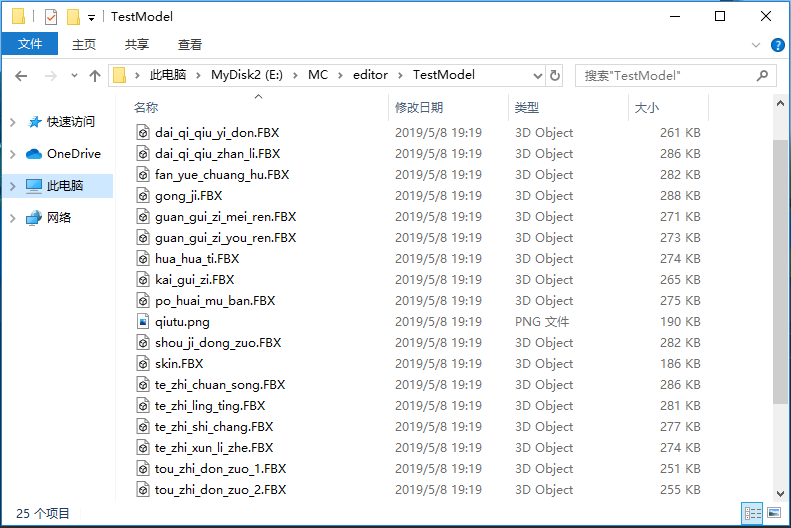 TestModel
文件 主页 共享 查看
此电脑 MyDisk2 (E:) MC editor TestModel 搜索"TestModel"
快速访问
OneDrive
此电脑
网络
名称 修改日期 类型 大小
dai_qi_qiu_yi_don.FBX 2019/5/8 19:19 3D Object 261 KB
dai_qi_qiu_zhan_li.FBX 2019/5/8 19:19 3D Object 286 KB
fan_yue_chuang_hu.FBX 2019/5/8 19:19 3D Object 282 KB
gong_ji.FBX 2019/5/8 19:19 3D Object 288 KB
guan_gui_zi_mei_ren.FBX 2019/5/8 19:19 3D Object 271 KB
guan_gui_zi_you_ren.FBX 2019/5/8 19:19 3D Object 273 KB
hua_hua_ti.FBX 2019/5/8 19:19 3D Object 274 KB
kai_gui_zi.FBX 2019/5/8 19:19 3D Object 265 KB
po_huai_mu_ban.FBX 2019/5/8 19:19 3D Object 275 KB
qiutu.png 2019/5/8 19:19 PNG 文件 190 KB
shou_ji_dong_zuo.FBX 2019/5/8 19:19 3D Object 282 KB
skin.FBX 2019/5/8 19:19 3D Object 186 KB
te_zhi_chuan_song.FBX 2019/5/8 19:19 3D Object 286 KB
te_zhi_ling_ting.FBX 2019/5/8 19:19 3D Object 281 KB
te_zhi_shi_chang.FBX 2019/5/8 19:19 3D Object 277 KB
te_zhi_xun_li_zhe.FBX 2019/5/8 19:19 3D Object 274 KB
tou_zhi_don_zuo_1.FBX 2019/5/8 19:19 3D Object 251 KB
tou_zhi_don_zuo_2.FBX 2019/5/8 19:19 3D Object 255 KB
25 个项目